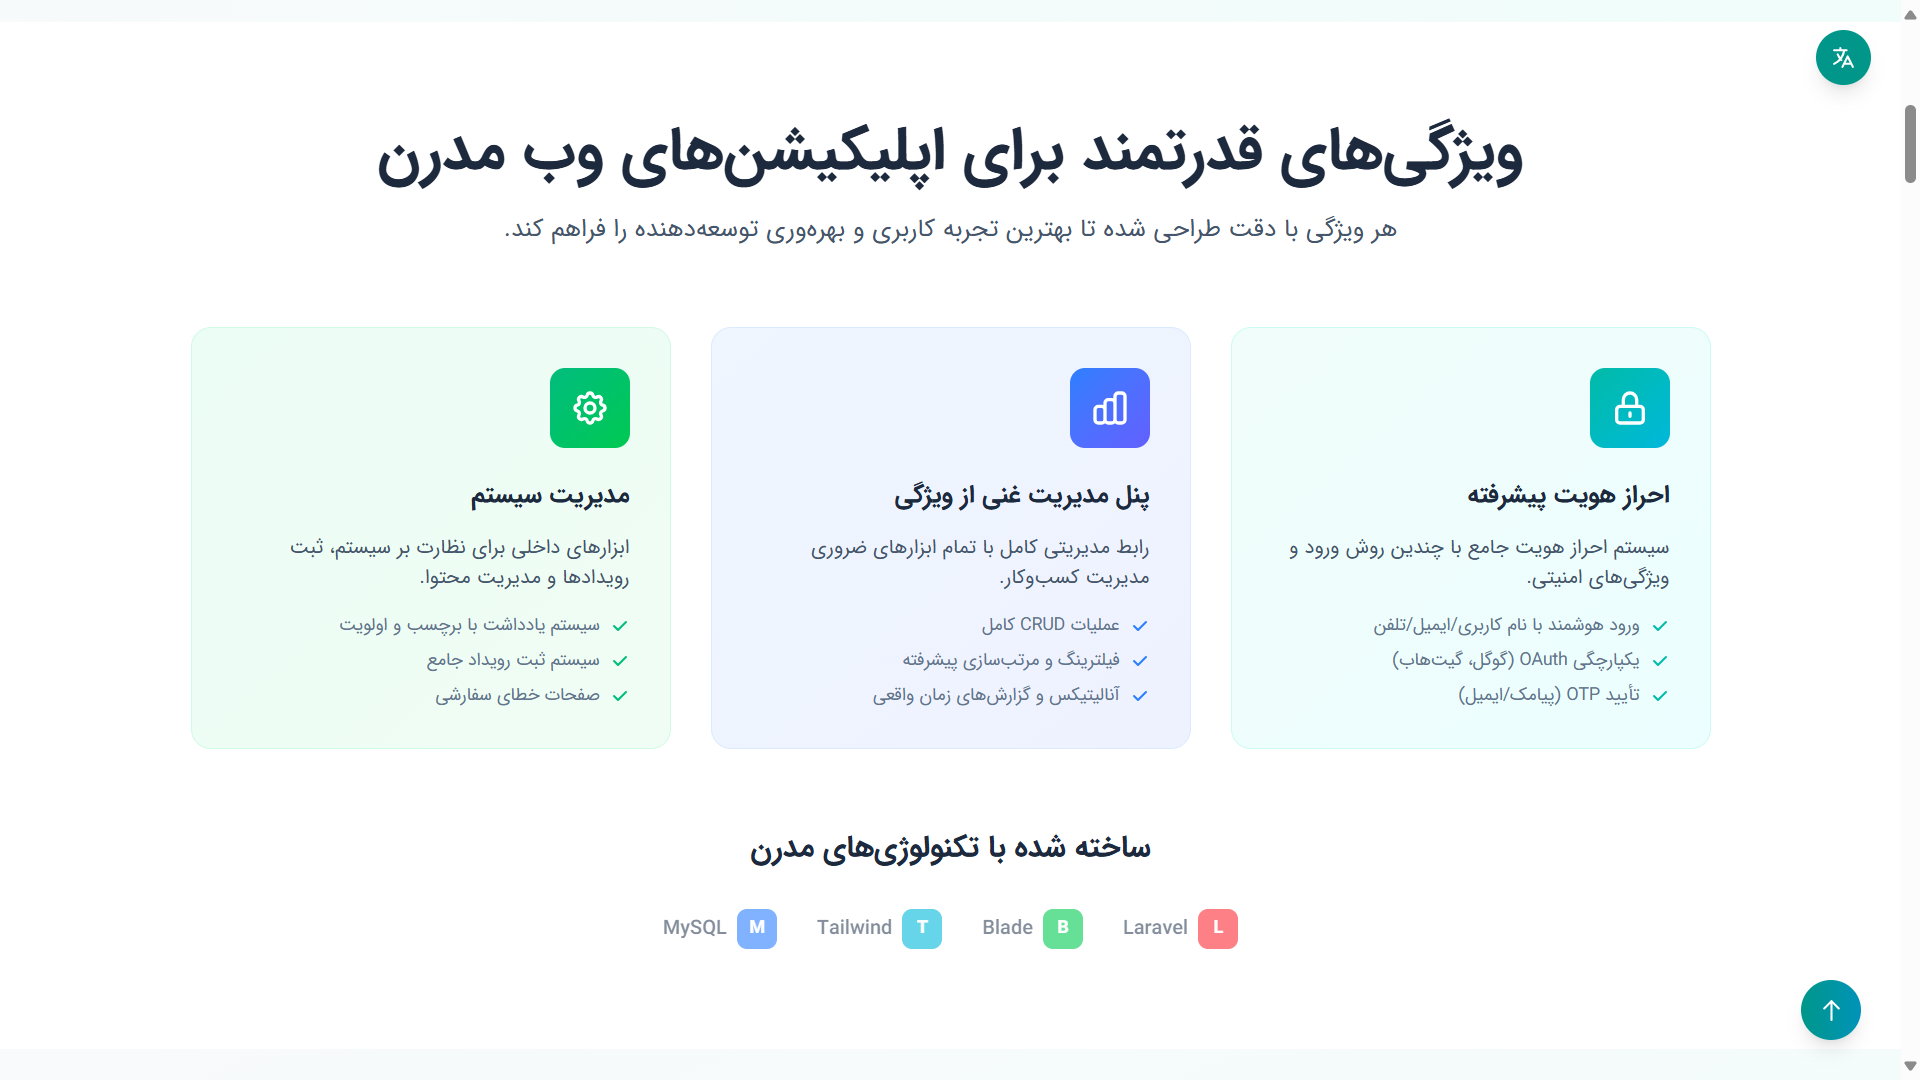 ویژگی‌های قدرتمند برای اپلیکیشن‌های وب مدرن
هر ویژگی با دقت طراحی شده تا بهترین تجربه کاربری و بهره‌وری توسعه‌دهنده را فراهم کند.
احراز هویت پیشرفته
سیستم احراز هویت جامع با چندین روش ورود و
ویژگی‌های امنیتی.
ورود هوشمند با نام کاربری/ایمیل/تلفن
یکپارچگی OAuth (گوگل، گیت‌هاب)
تأیید OTP (پیامک/ایمیل)
پنل مدیریت غنی از ویژگی
رابط مدیریتی کامل با تمام ابزارهای ضروری
مدیریت کسب‌وکار.
عملیات CRUD کامل
فیلترینگ و مرتب‌سازی پیشرفته
آنالیتیکس و گزارش‌های زمان واقعی
مدیریت سیستم
ابزارهای داخلی برای نظارت بر سیستم، ثبت
رویدادها و مدیریت محتوا.
سیستم یادداشت با برچسب و اولویت
سیستم ثبت رویداد جامع
صفحات خطای سفارشی
ساخته شده با تکنولوژی‌های مدرن
L Laravel
B Blade
T Tailwind
M MySQL